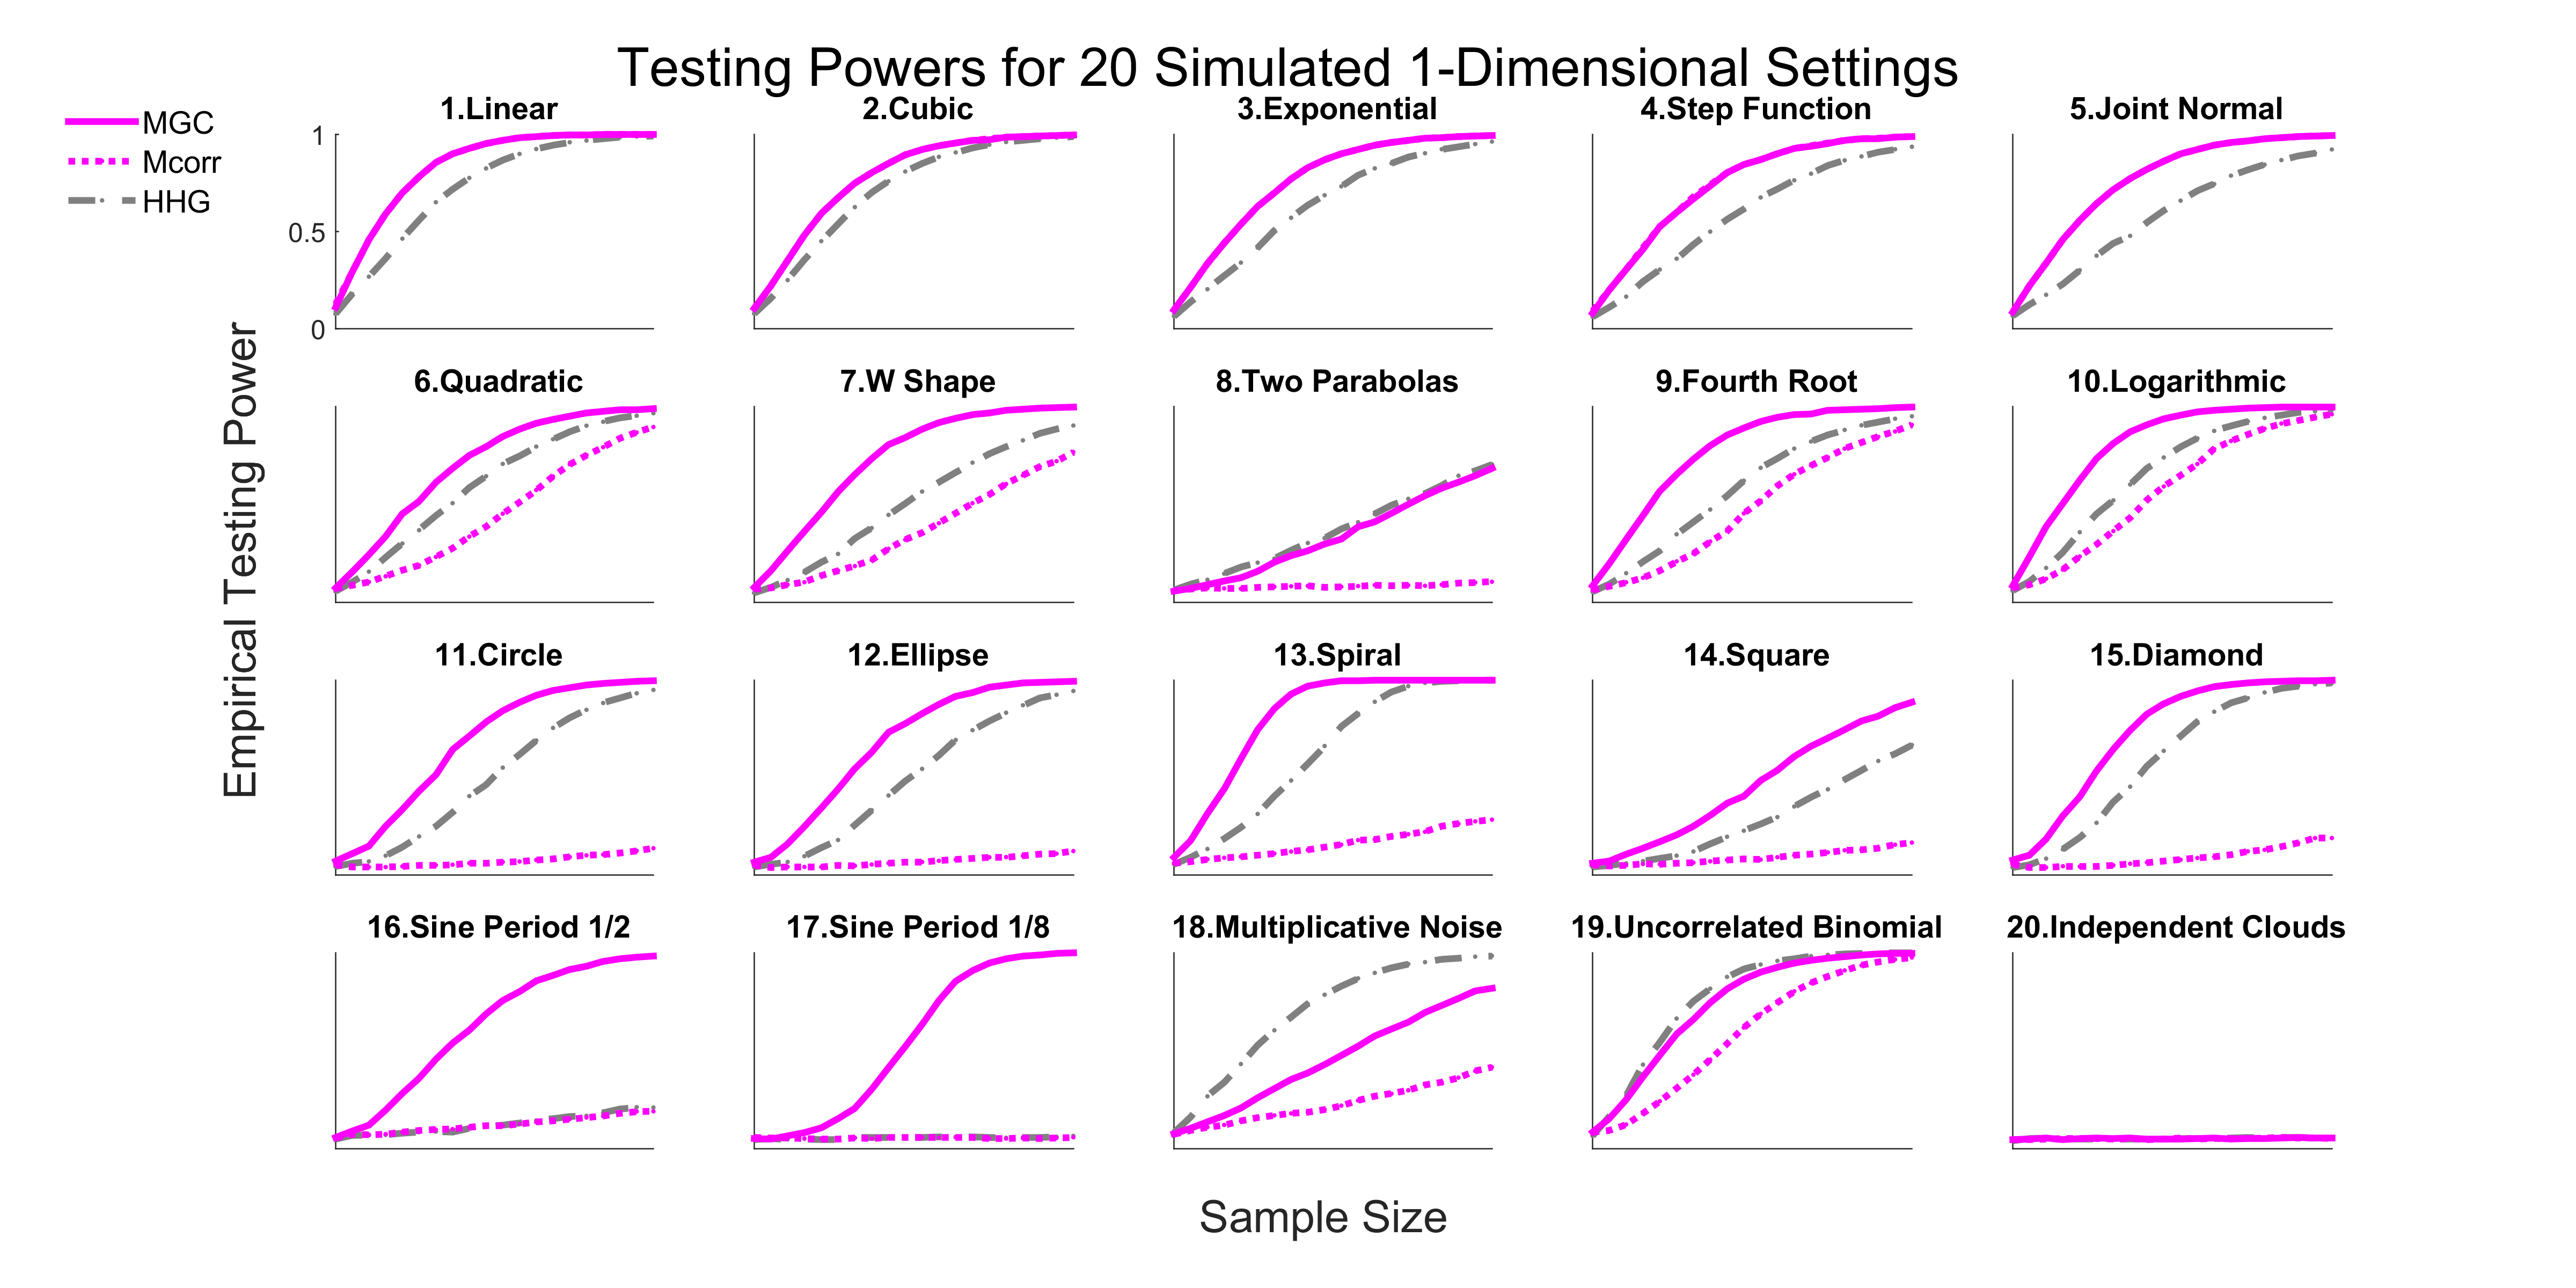 Testing Powers for 20 Simulated 1-Dimensional Settings
MGC
Mcorr
HHG
1.Linear
2.Cubic
3.Exponential
4.Step Function
5.Joint Normal
1
0.5
0
Empirical Testing Power
6.Quadratic
7.W Shape
8.Two Parabolas
9.Fourth Root
10.Logarithmic
11.Circle
12.Ellipse
13.Spiral
14.Square
15.Diamond
16.Sine Period 1/2
17.Sine Period 1/8
18.Multiplicative Noise
19.Uncorrelated Binomial
20.Independent Clouds
Sample Size